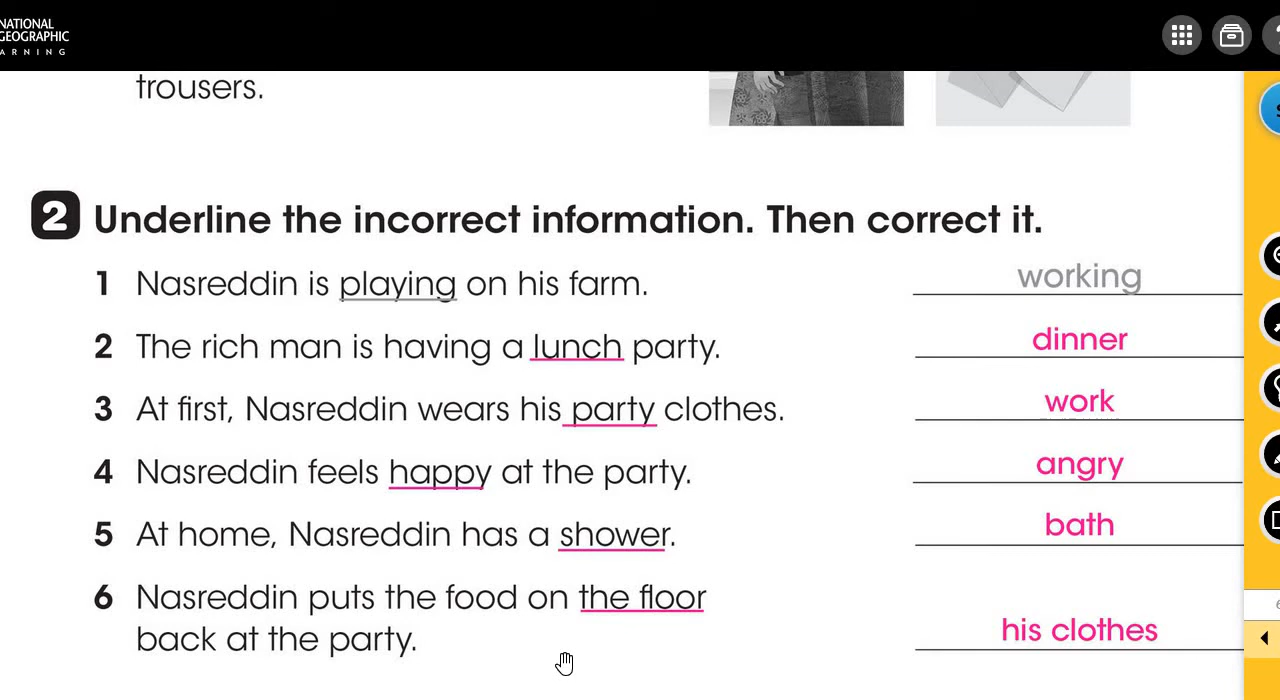 NATIONAL
GEOGRAPHIC
ARNING
trousers.
2 Underline the incorrect information. Then correct it.
1 Nasreddin is playing on his farm. working
2 The rich man is having a lunch party. dinner
3 At first, Nasreddin wears his party clothes. work
4 Nasreddin feels happy at the party. angry
5 At home, Nasreddin has a shower. bath
6 Nasreddin puts the food on the floor
back at the party. his clothes